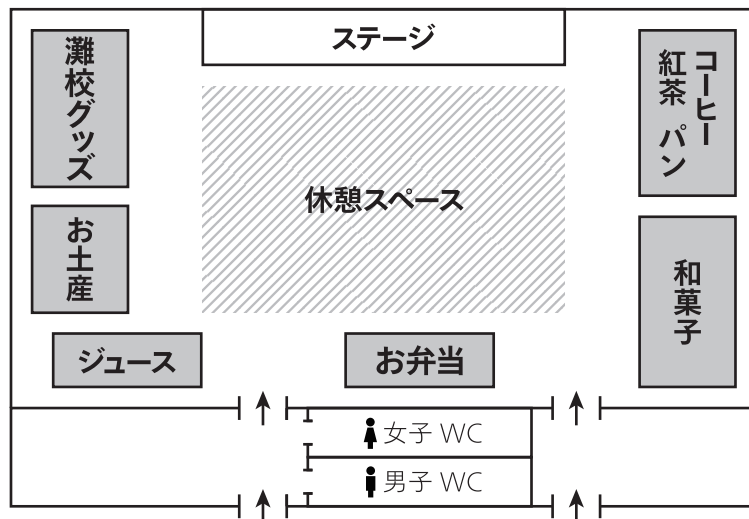 ステージ
灘校グッズ
コーヒー
紅茶 パン
休憩スペース
お土産
和菓子
ジュース
お弁当
女子 WC
男子 WC